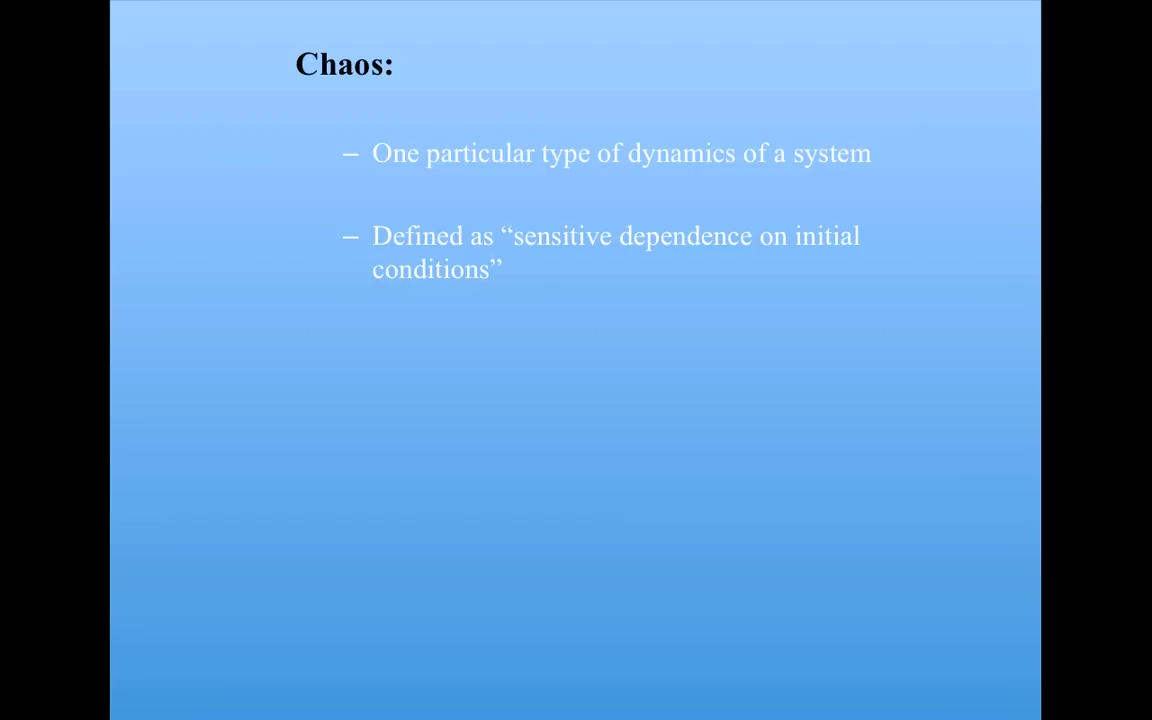 Chaos:
– One particular type of dynamics of a system
– Defined as “sensitive dependence on initial
conditions”